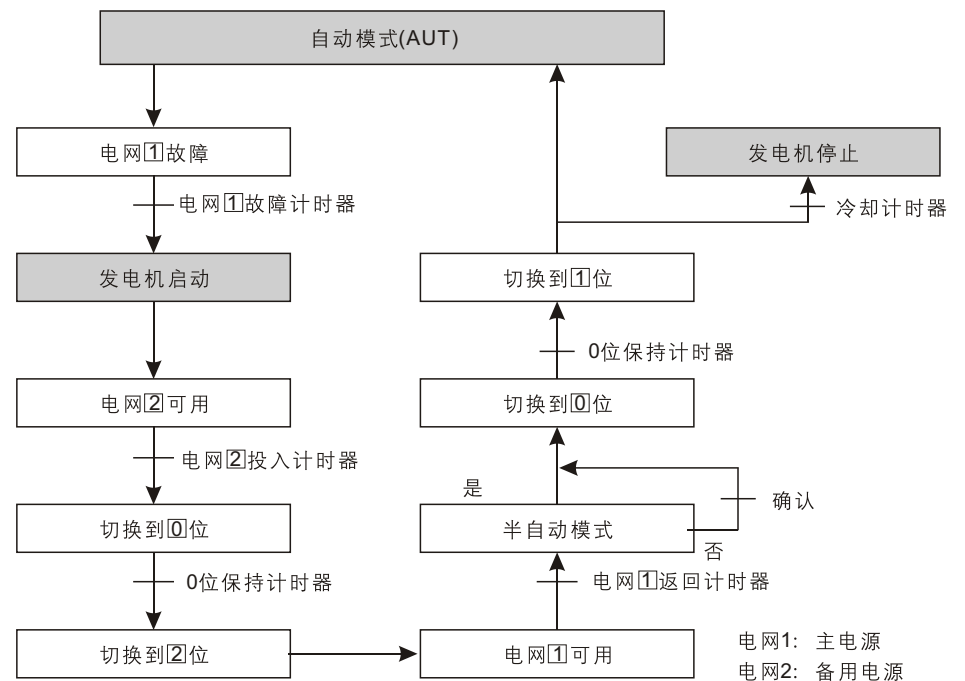 自动模式(AUT)
电网1故障
电网1故障计时器
发电机启动
电网2可用
电网2投入计时器
切换到0位
0位保持计时器
切换到2位
电网1可用
电网1返回计时器
半自动模式
是
否
确认
切换到0位
0位保持计时器
切换到1位
冷却计时器
发电机停止
电网1: 主电源
电网2: 备用电源